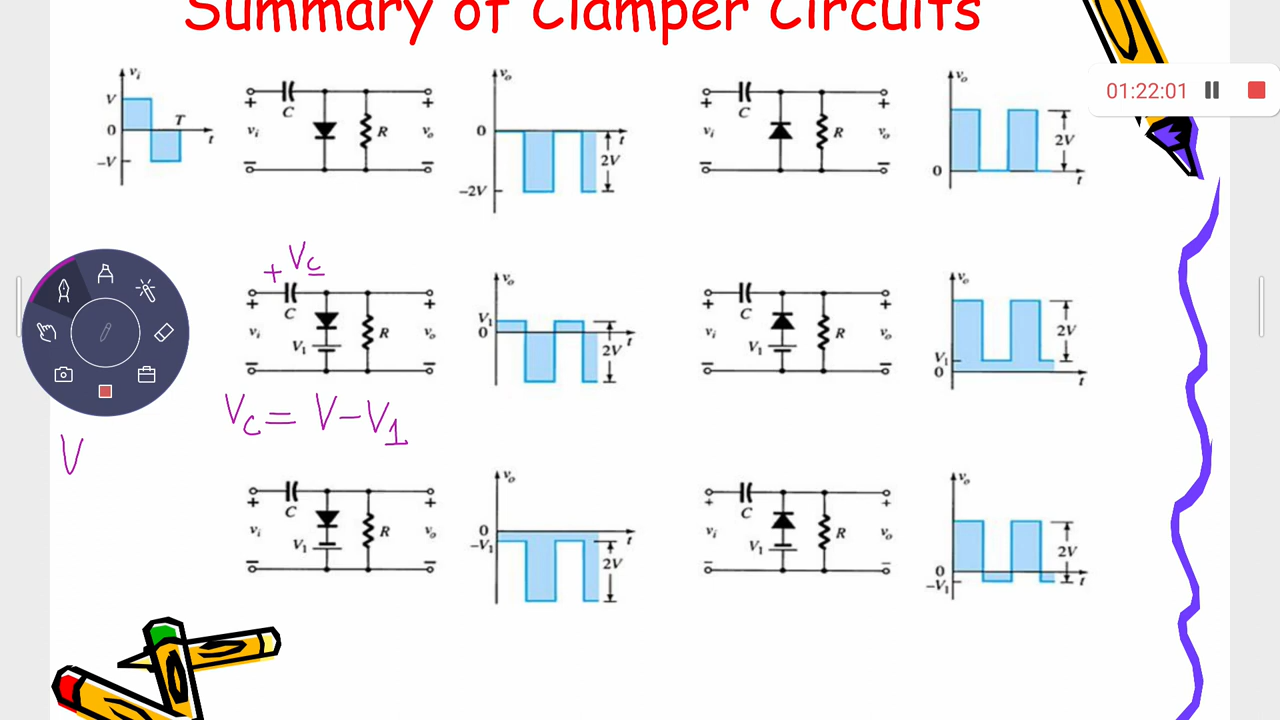 Summary of Clamper Circuits
01:22:01
vi
V
0
-V
T
t
+
C
vi
R
+
vo
−
−
vo
0
t
2V
−2V
+
C
vi
R
+
vo
−
−
vo
2V
0
t
+ Vc
+
C
vi
V1
R
+
vo
−
−
vo
V1
0
t
2V
+
C
vi
V1
R
+
vo
−
−
vo
2V
V1
0
t
Vc = V-V1
V
+
C
vi
V1
R
+
vo
−
−
vo
0
−V1
t
2V
+
C
vi
V1
R
+
vo
−
−
vo
2V
0
−V1
t